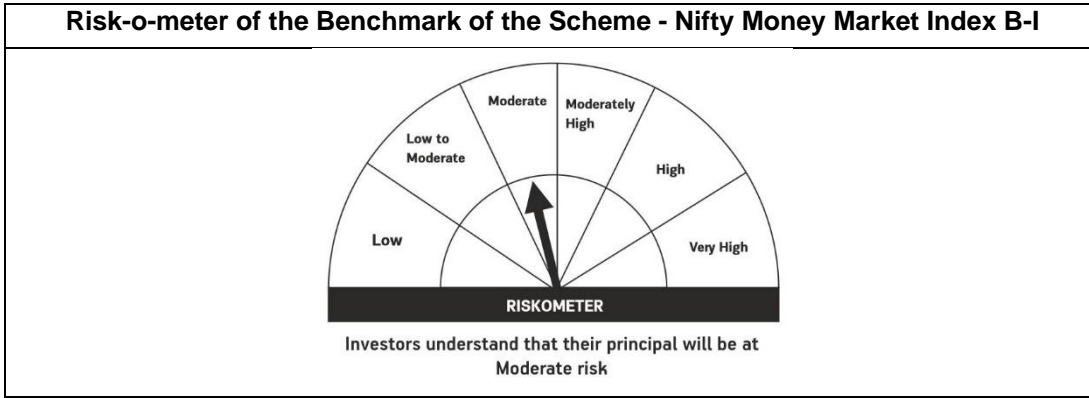 Risk-o-meter of the Benchmark of the Scheme - Nifty Money Market Index B-I
Moderate
Moderately
High
Low to
Moderate
High
Low
Very High
RISKOMETER
Investors understand that their principal will be at
Moderate risk